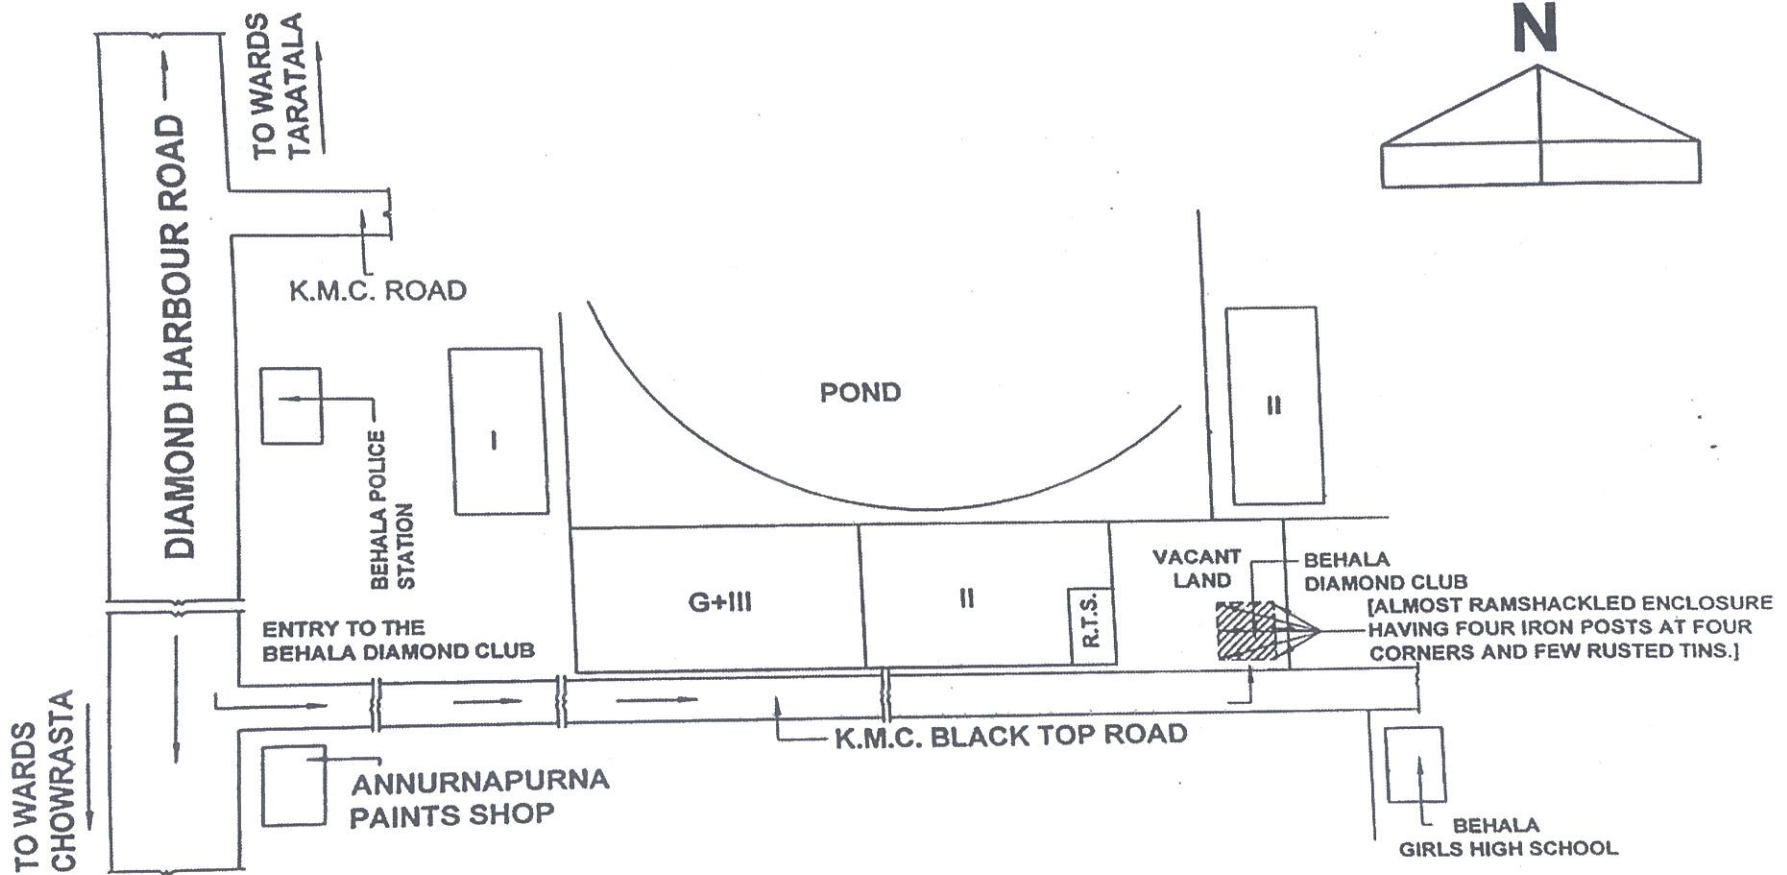 N
TO WARDS
TARATALA
DIAMOND HARBOUR ROAD
K.M.C. ROAD
BEHALA POLICE
STATION
I
POND
II
G+III
II
R.T.S.
VACANT
LAND
BEHALA
DIAMOND CLUB
[ALMOST RAMSHACKLED ENCLOSURE
HAVING FOUR IRON POSTS AT FOUR
CORNERS AND FEW RUSTED TINS.]
ENTRY TO THE
BEHALA DIAMOND CLUB
K.M.C. BLACK TOP ROAD
TO WARDS
CHOWRASTA
ANNURNAPURNA
PAINTS SHOP
BEHALA
GIRLS HIGH SCHOOL